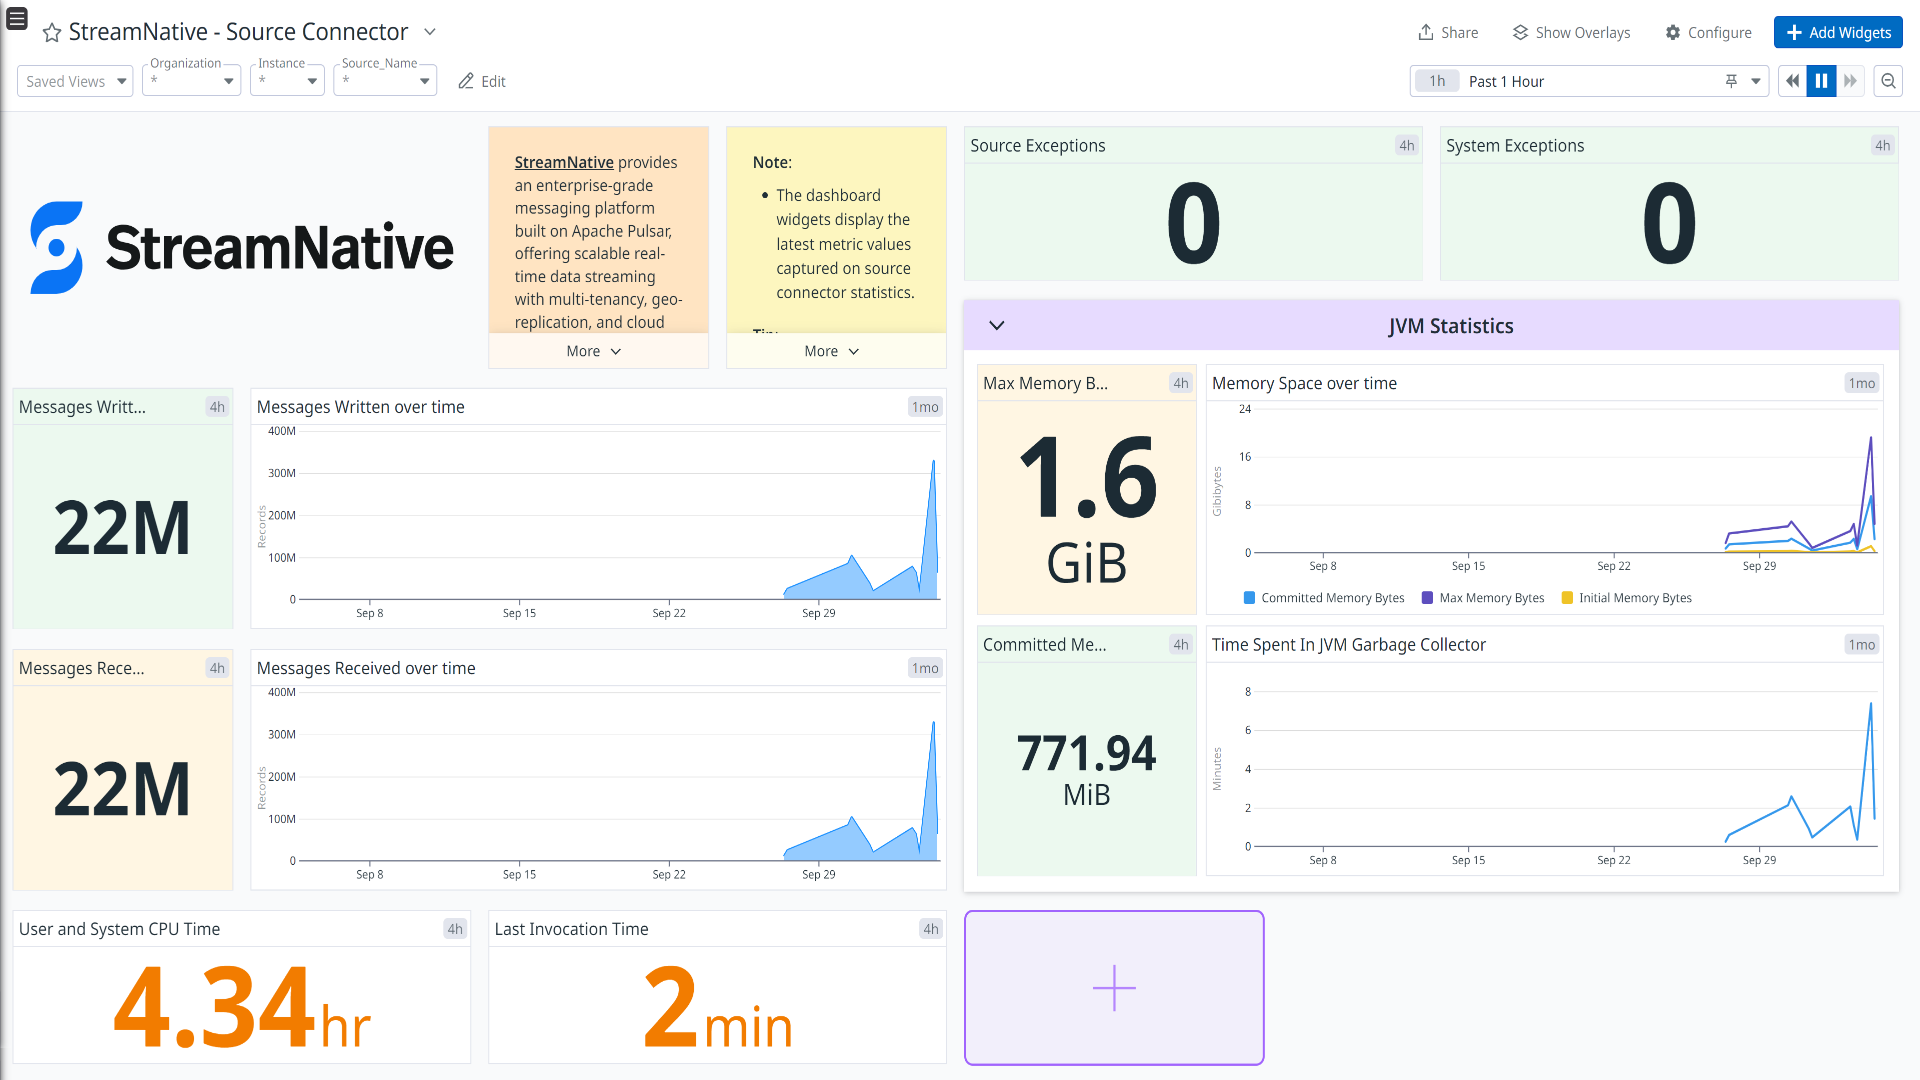 StreamNative - Source Connector
Share
Show Overlays
Configure
Add Widgets
Saved Views
Organization
*
Instance
*
Source_Name
*
Edit
1h
Past 1 Hour
StreamNative
StreamNative provides
an enterprise-grade
messaging platform
built on Apache Pulsar,
offering scalable real-
time data streaming
with multi-tenancy, geo-
replication, and cloud
More
Note:
• The dashboard
widgets display the
latest metric values
captured on source
connector statistics.
More
Source Exceptions
4h
0
System Exceptions
4h
0
JVM Statistics
Messages Writt...
4h
22M
Messages Written over time
1mo
400M
300M
200M
100M
0
Records
Sep 8
Sep 15
Sep 22
Sep 29
Max Memory B...
4h
1.6
GiB
Memory Space over time
1mo
24
16
8
0
Gibibytes
Sep 8
Sep 15
Sep 22
Sep 29
Committed Memory Bytes
Max Memory Bytes
Initial Memory Bytes
Messages Rece...
4h
22M
Messages Received over time
1mo
400M
300M
200M
100M
0
Records
Sep 8
Sep 15
Sep 22
Sep 29
Committed Me...
4h
771.94
MiB
Time Spent In JVM Garbage Collector
1mo
8
6
4
2
0
Minutes
Sep 8
Sep 15
Sep 22
Sep 29
User and System CPU Time
4h
4.34hr
Last Invocation Time
4h
2min